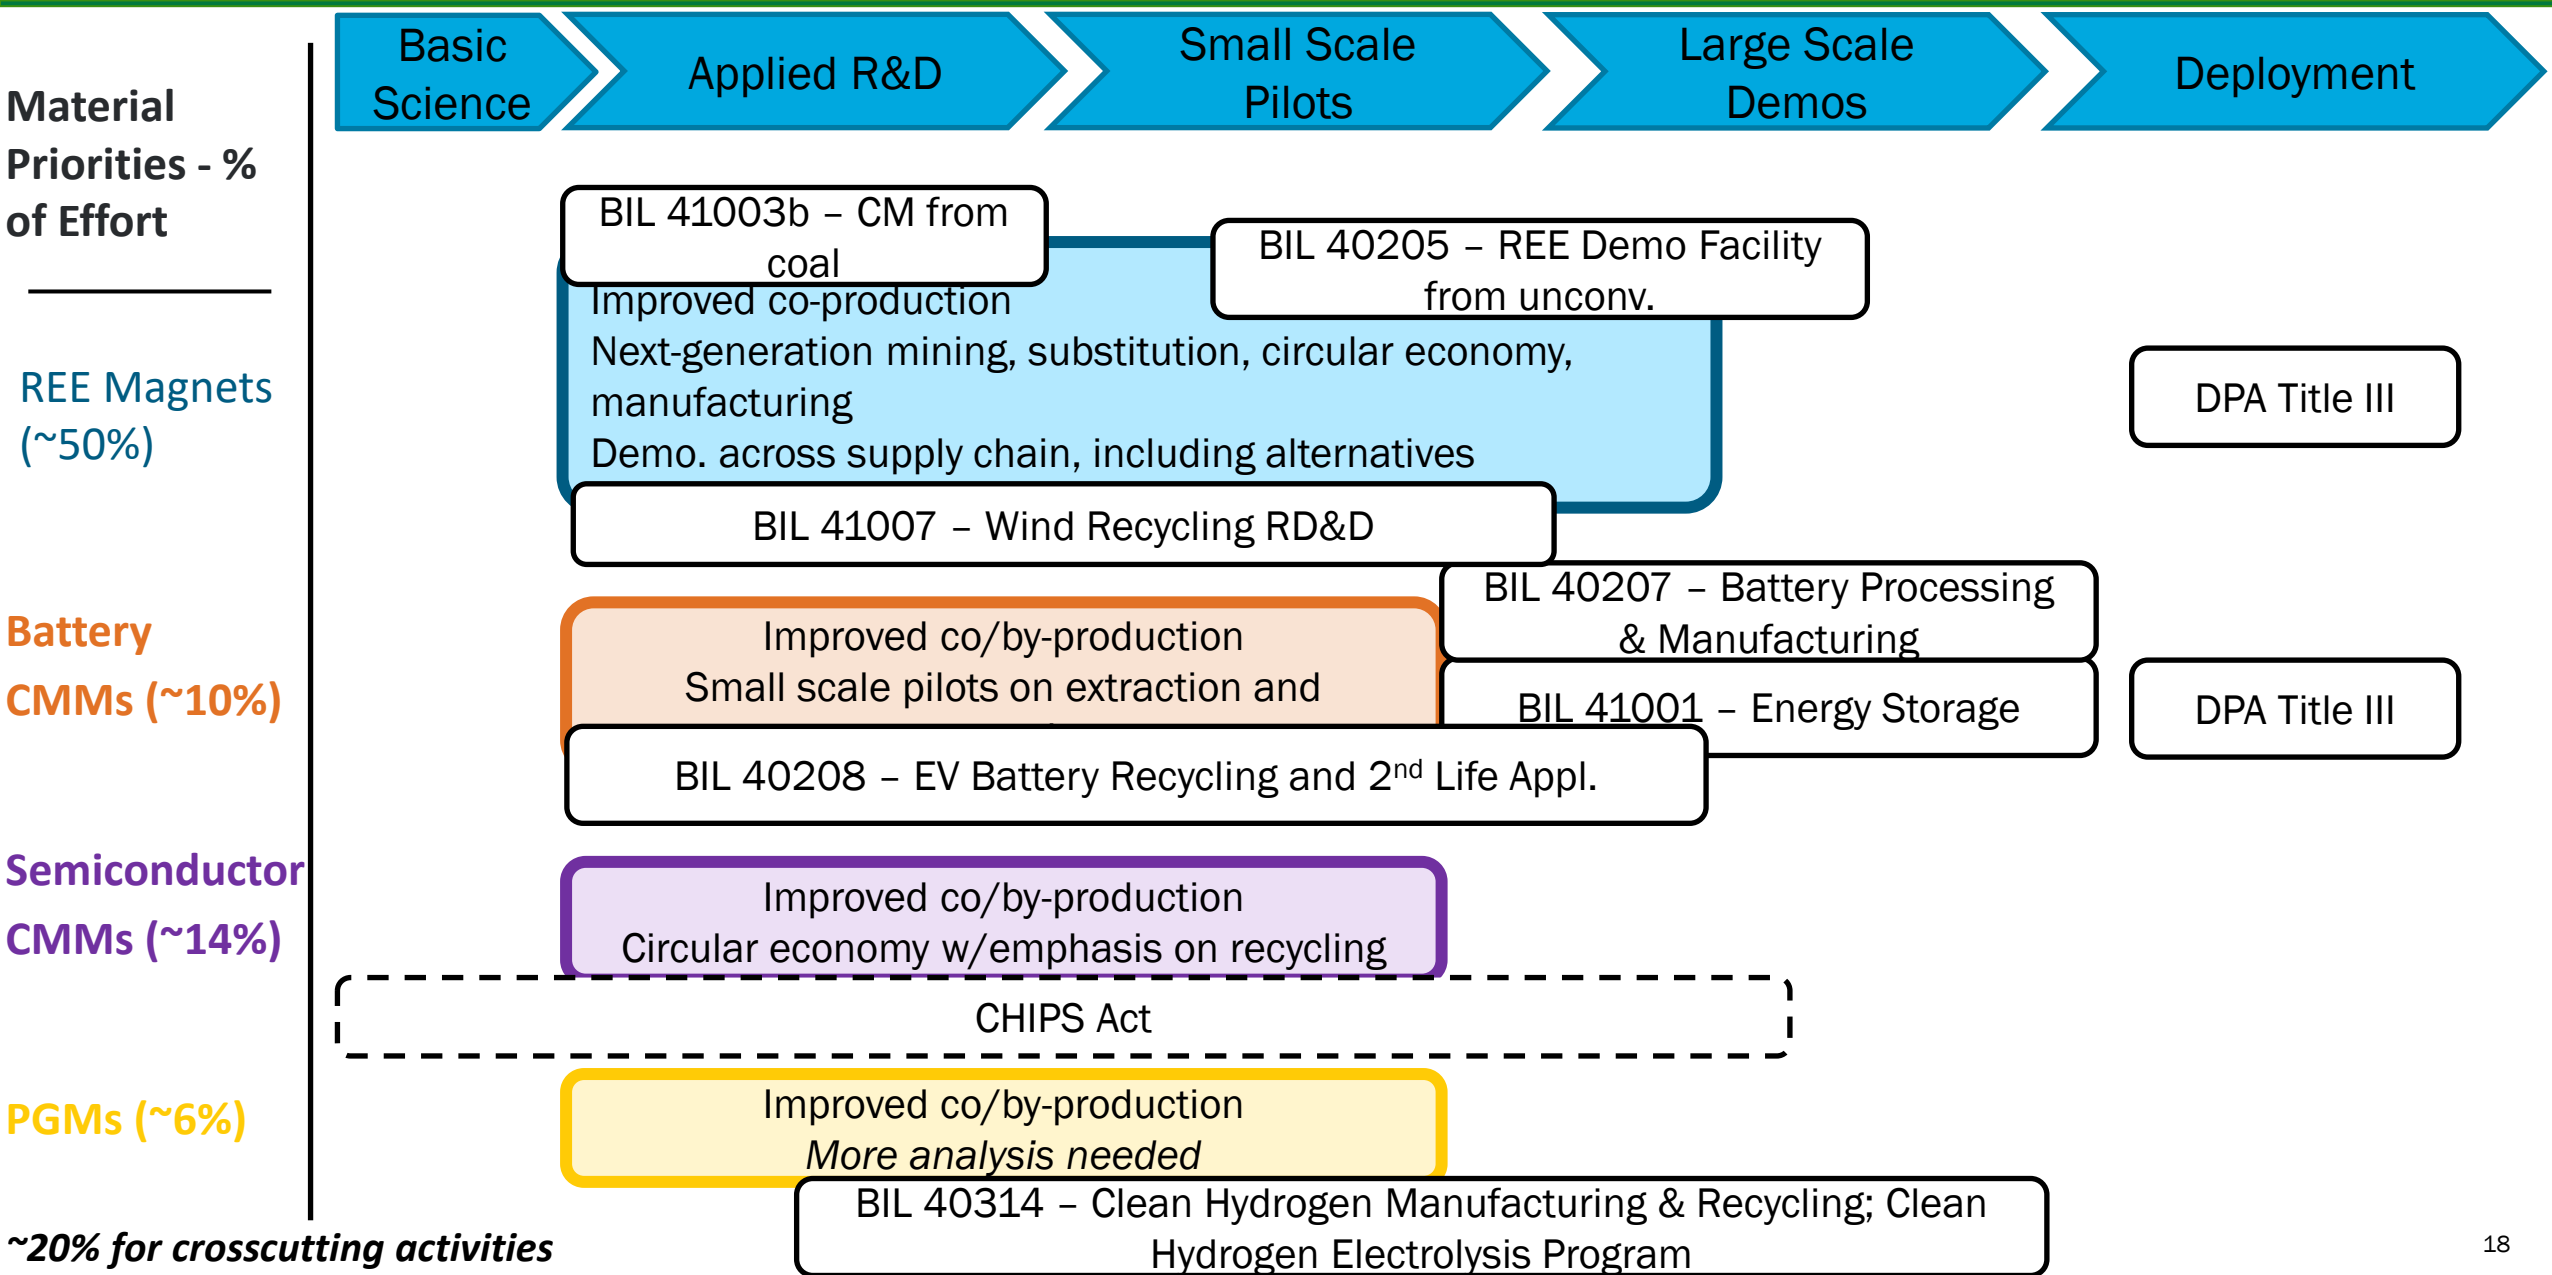 Basic
Science
Applied R&D
Small Scale
Pilots
Large Scale
Demos
Deployment
Material
Priorities - %
of Effort
BIL 41003b – CM from
coal
BIL 40205 – REE Demo Facility
from unconv.
REE Magnets
(~50%)
Improved co-production
Next-generation mining, substitution, circular economy,
manufacturing
Demo. across supply chain, including alternatives
DPA Title III
BIL 41007 – Wind Recycling RD&D
Battery
CMMs (~10%)
Improved co/by-production
Small scale pilots on extraction and
BIL 40207 – Battery Processing
& Manufacturing
BIL 41001 – Energy Storage
DPA Title III
BIL 40208 – EV Battery Recycling and 2nd Life Appl.
Semiconductor
CMMs (~14%)
Improved co/by-production
Circular economy w/emphasis on recycling
CHIPS Act
PGMs (~6%)
Improved co/by-production
More analysis needed
BIL 40314 – Clean Hydrogen Manufacturing & Recycling; Clean
Hydrogen Electrolysis Program
~20% for crosscutting activities
18